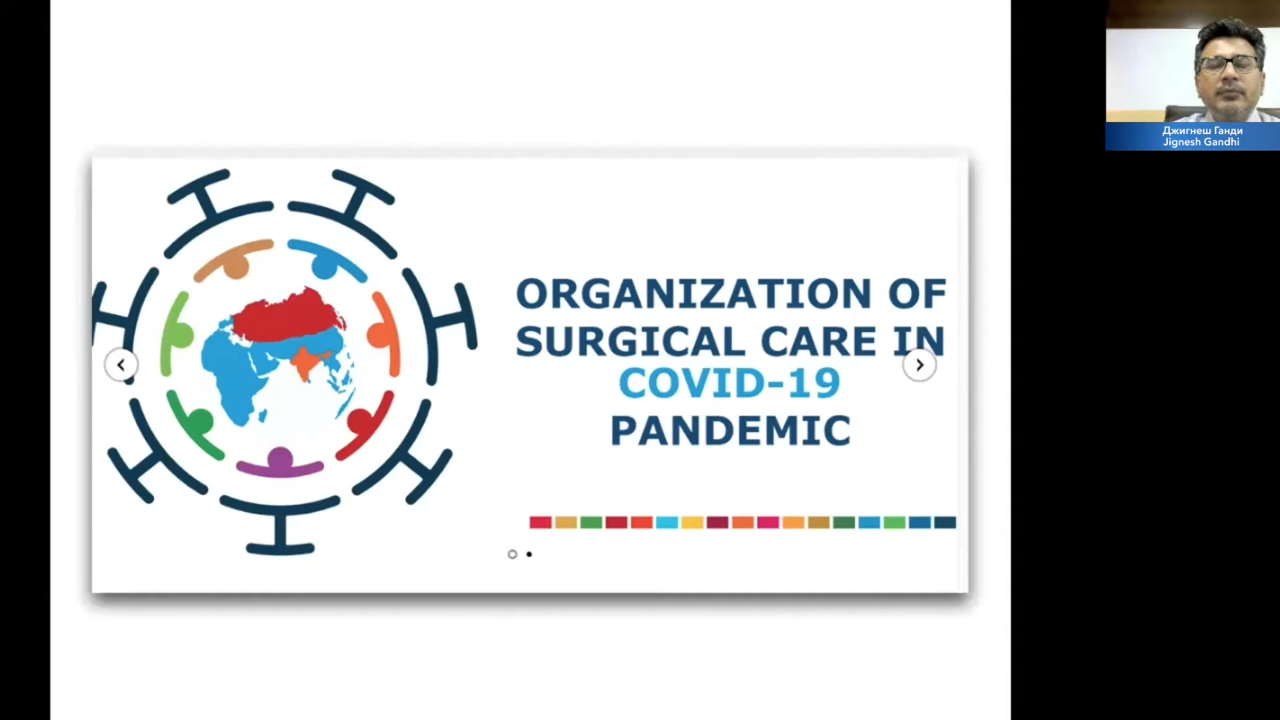 ORGANIZATION OF
SURGICAL CARE IN
COVID-19
PANDEMIC
Джигнеш Ганди
Jignesh Gandhi